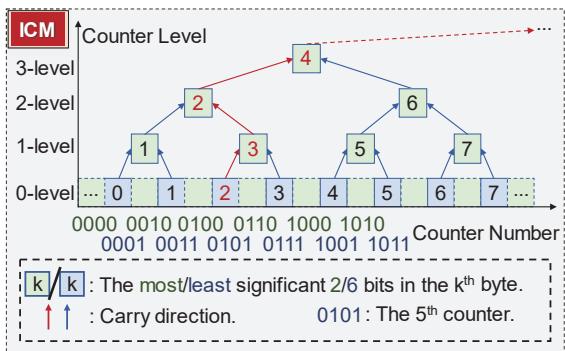 ICM
Counter Level
...
4
3-level
2-level
2
6
1-level
1
3
5
7
0-level
... 0 1 2 3 4 5 6 7 ...
0000 0010 0100 0110 1000 1010
0001 0011 0101 0111 1001 1011
Counter Number
k/k : The most/least significant 2/6 bits in the kth byte.
: Carry direction. 0101 : The 5th counter.